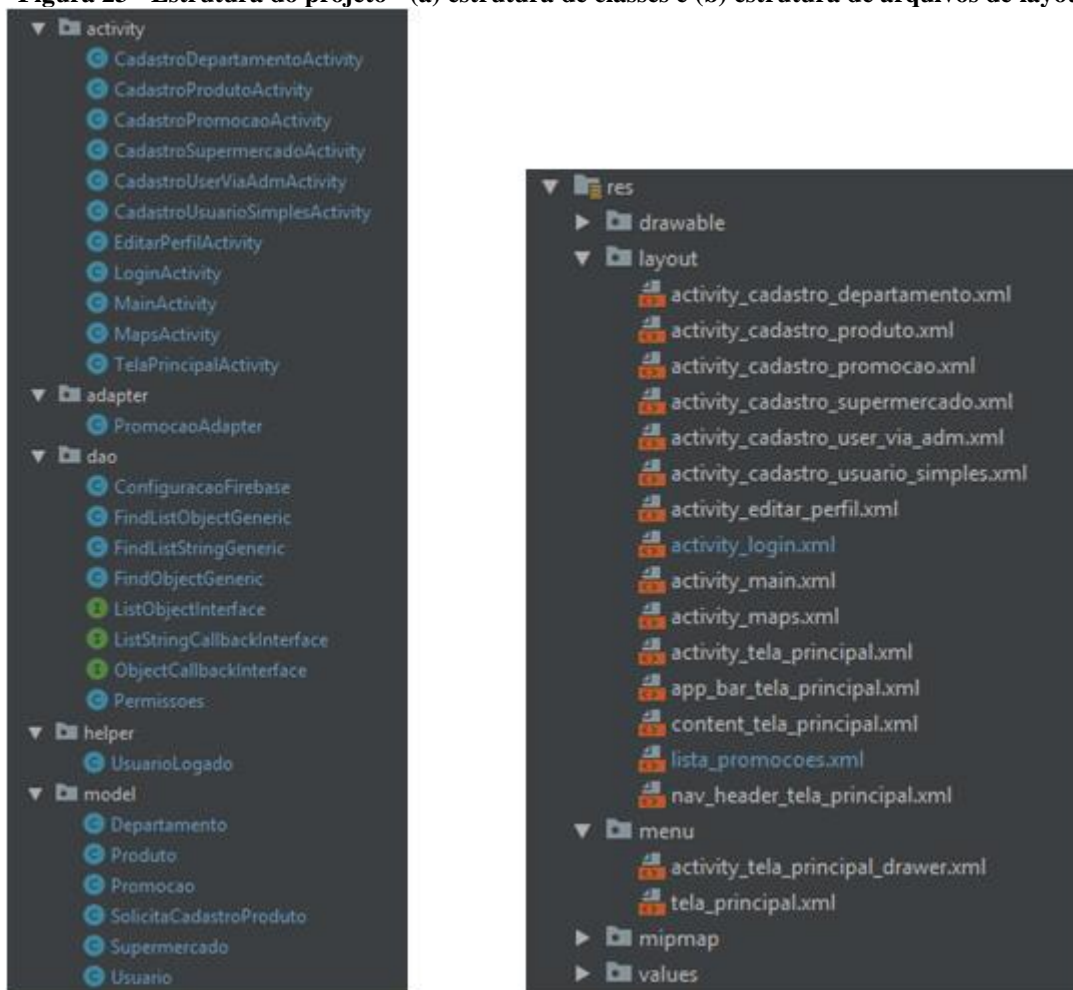 Figura 25 - Estrutura do projeto - (a) estrutura de classes e (b) estrutura de arquivos de
activity
CadastroDepartamentoActivity
CadastroProdutoActivity
CadastroPromocaoActivity
CadastroSupermercadoActivity
CadastroUserViaAdmActivity
CadastroUsuarioSimplesActivity
EditarPerfilActivity
LoginActivity
MainActivity
MapsActivity
TelaPrincipalActivity
adapter
PromocaoAdapter
dao
ConfiguracaoFirebase
FindListObjectGeneric
FindListStringGeneric
FindObjectGeneric
ListObjectInterface
ListStringCallbackInterface
ObjectCallbackInterface
Permissoes
helper
UsuarioLogado
model
Departamento
Produto
Promocao
SolicitaCadastroProduto
Supermercado
Usuario
res
drawable
layout
activity_cadastro_departamento.xml
activity_cadastro_produto.xml
activity_cadastro_promocao.xml
activity_cadastro_supermercado.xml
activity_cadastro_user_via_adm.xml
activity_cadastro_usuario_simples.xml
activity_editar_perfil.xml
activity_login.xml
activity_main.xml
activity_maps.xml
activity_tela_principal.xml
app_bar_tela_principal.xml
content_tela_principal.xml
lista_promocoes.xml
nav_header_tela_principal.xml
menu
activity_tela_principal_drawer.xml
tela_principal.xml
mipmap
values